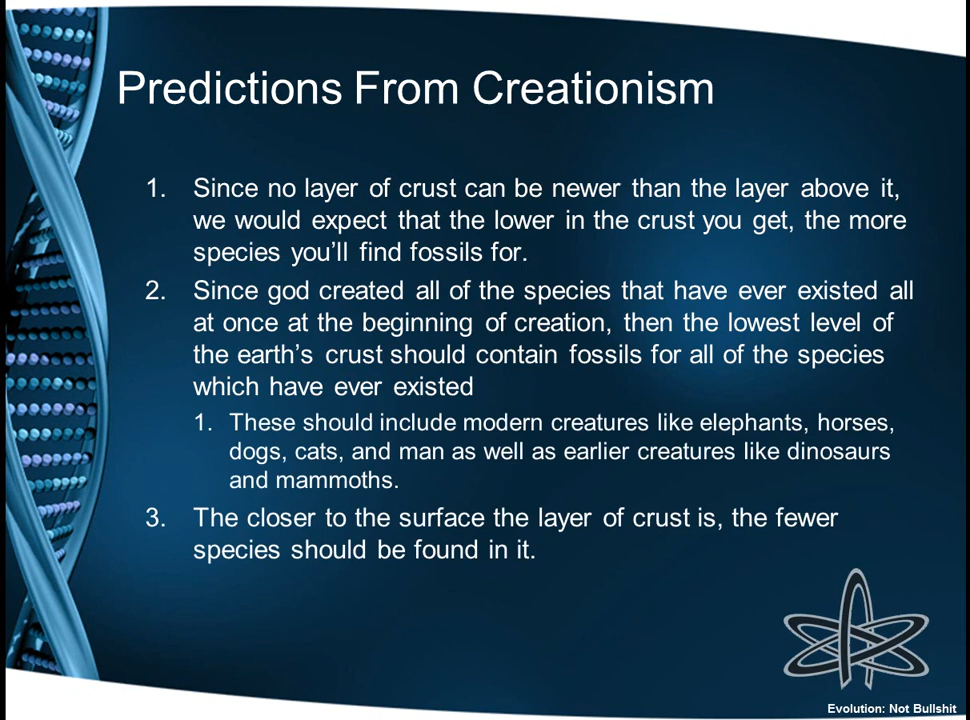 Predictions From Creationism
1. Since no layer of crust can be newer than the layer above it,
we would expect that the lower in the crust you get, the more
species you’ll find fossils for.
2. Since god created all of the species that have ever existed all
at once at the beginning of creation, then the lowest level of
the earth’s crust should contain fossils for all of the species
which have ever existed
1. These should include modern creatures like elephants, horses,
dogs, cats, and man as well as earlier creatures like dinosaurs
and mammoths.
3. The closer to the surface the layer of crust is, the fewer
species should be found in it.
Evolution: Not Bullshit